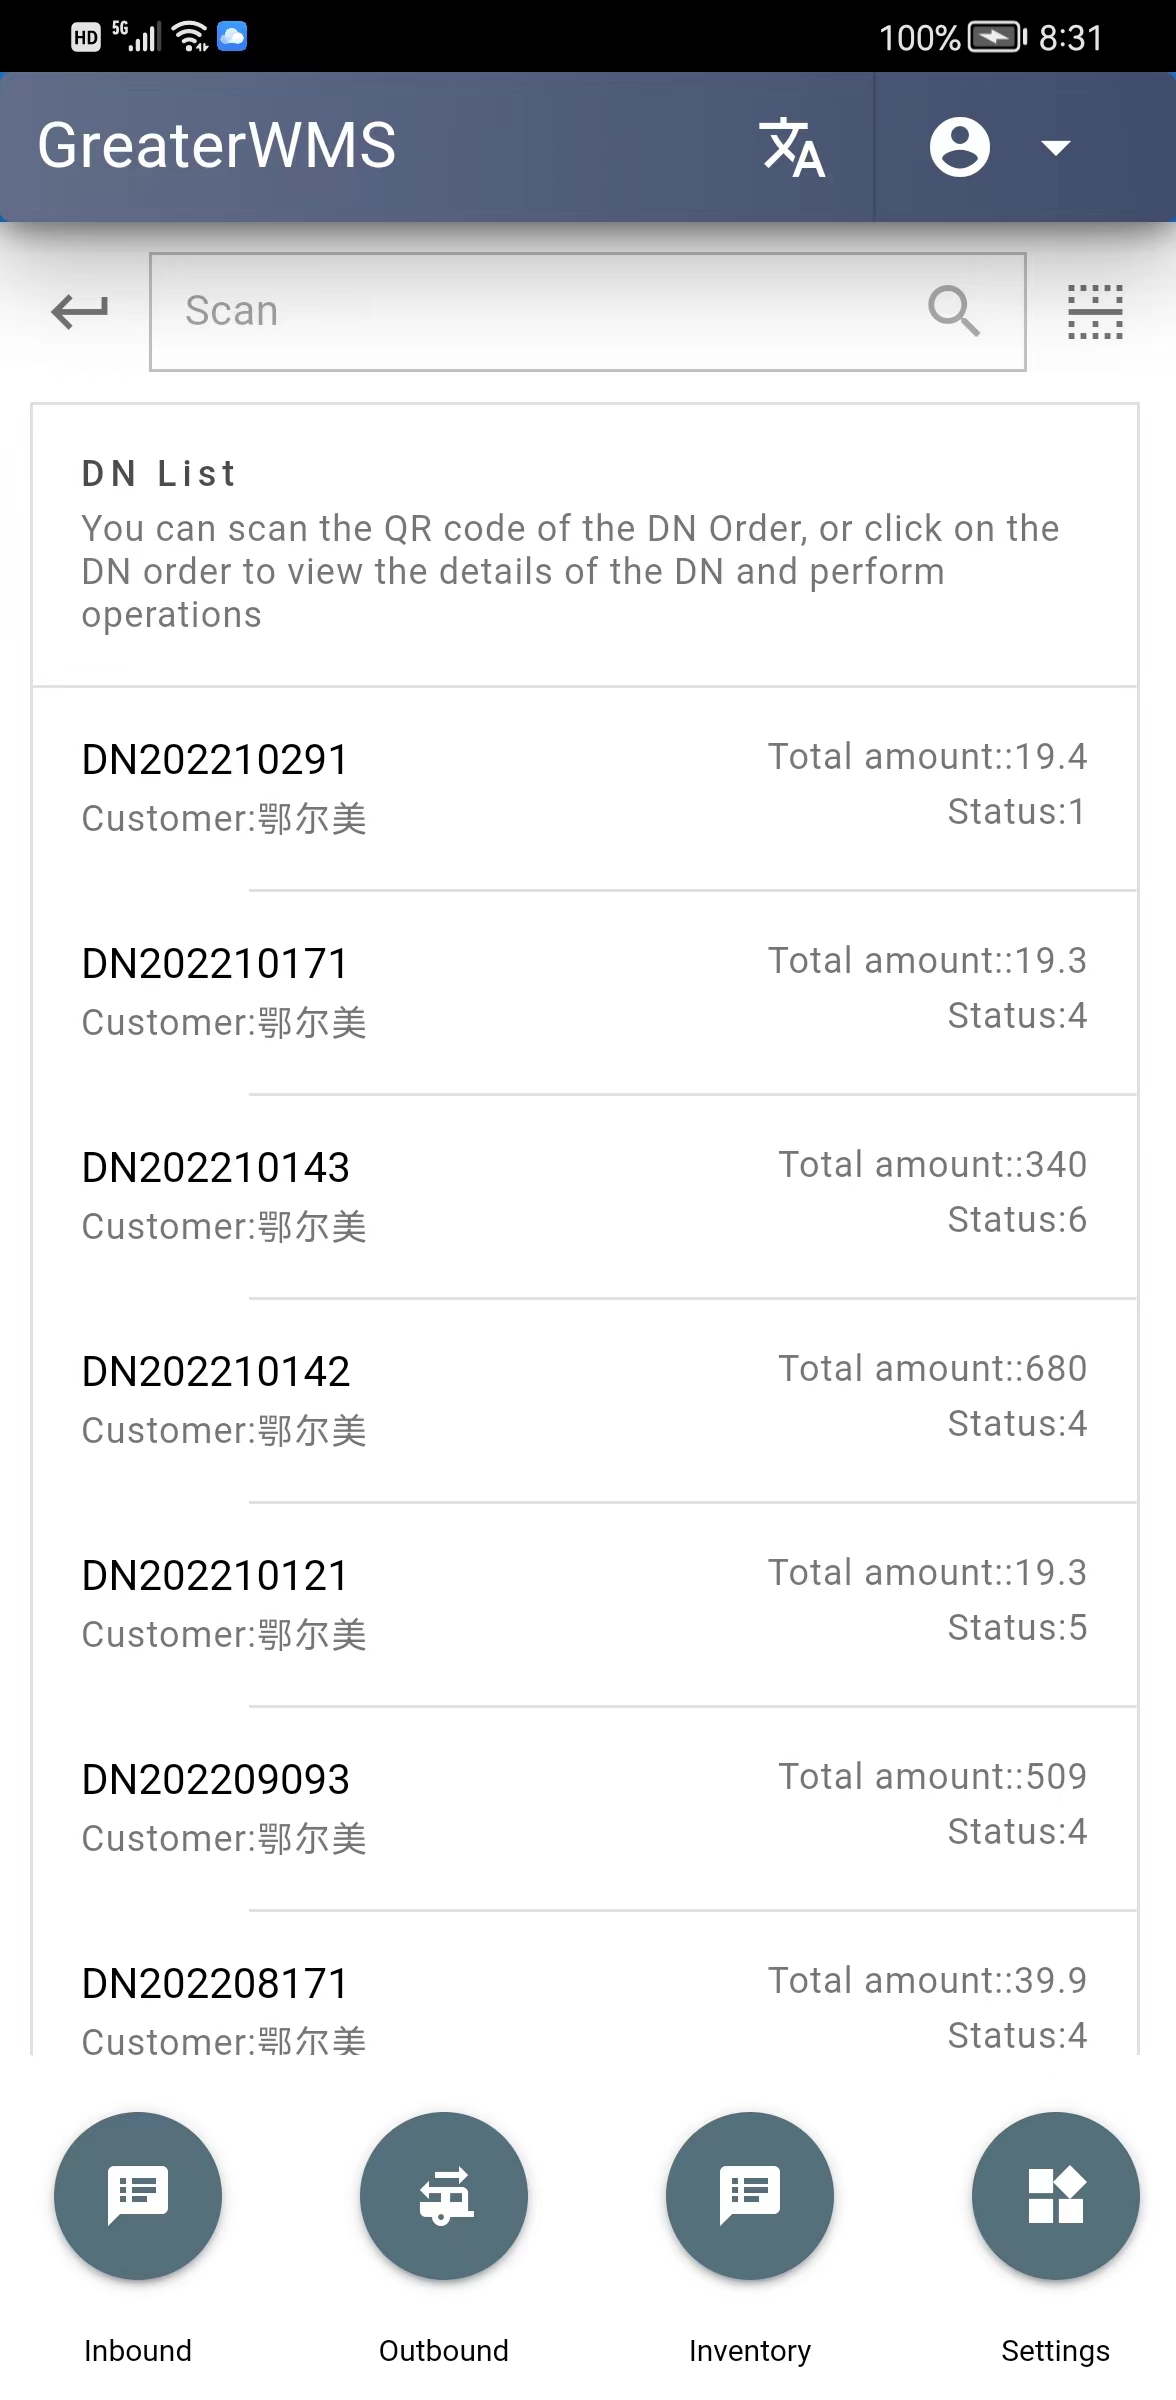 HD 5G 100% 8:31
GreaterWMS
Scan
DN List
You can scan the QR code of the DN Order, or click on the
DN order to view the details of the DN and perform
operations
DN202210291 Total amount::19.4
Customer:鄂尔美 Status:1
DN202210171 Total amount::19.3
Customer:鄂尔美 Status:4
DN202210143 Total amount::340
Customer:鄂尔美 Status:6
DN202210142 Total amount::680
Customer:鄂尔美 Status:4
DN202210121 Total amount::19.3
Customer:鄂尔美 Status:5
DN202209093 Total amount::509
Customer:鄂尔美 Status:4
DN202208171 Total amount::39.9
Customer:鄂尔美 Status:4
Inbound Outbound Inventory Settings